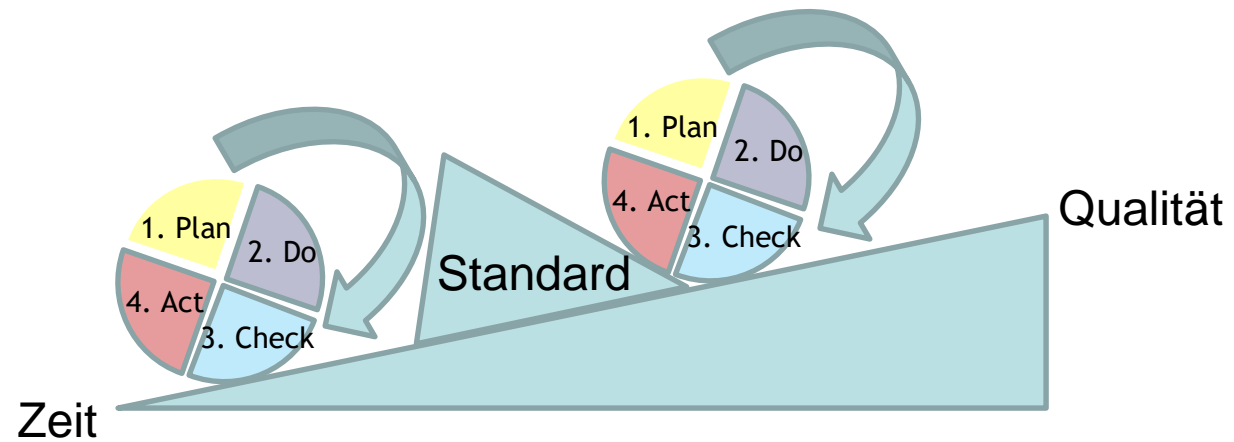 1. Plan
2. Do
3. Check
4. Act
Standard
1. Plan
2. Do
3. Check
4. Act
Qualität
Zeit